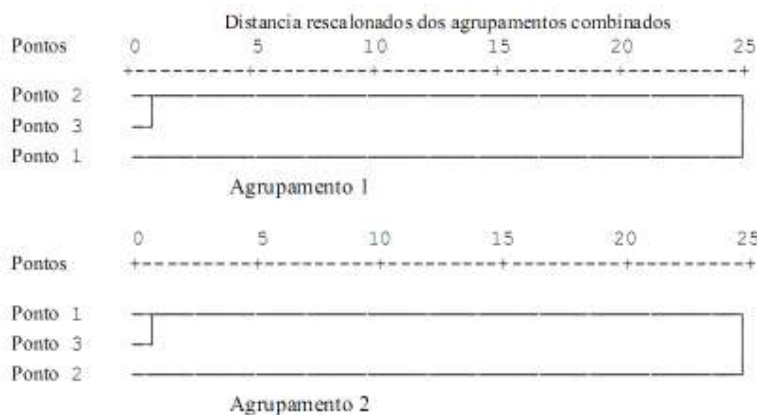 Distancia rescalonados dos agrupamentos combinados
Pontos 0 5 10 15 20 25
Ponto 2
Ponto 3
Ponto 1
Agrupamento 1
0 5 10 15 20 25
Pontos
Ponto 1
Ponto 3
Ponto 2
Agrupamento 2